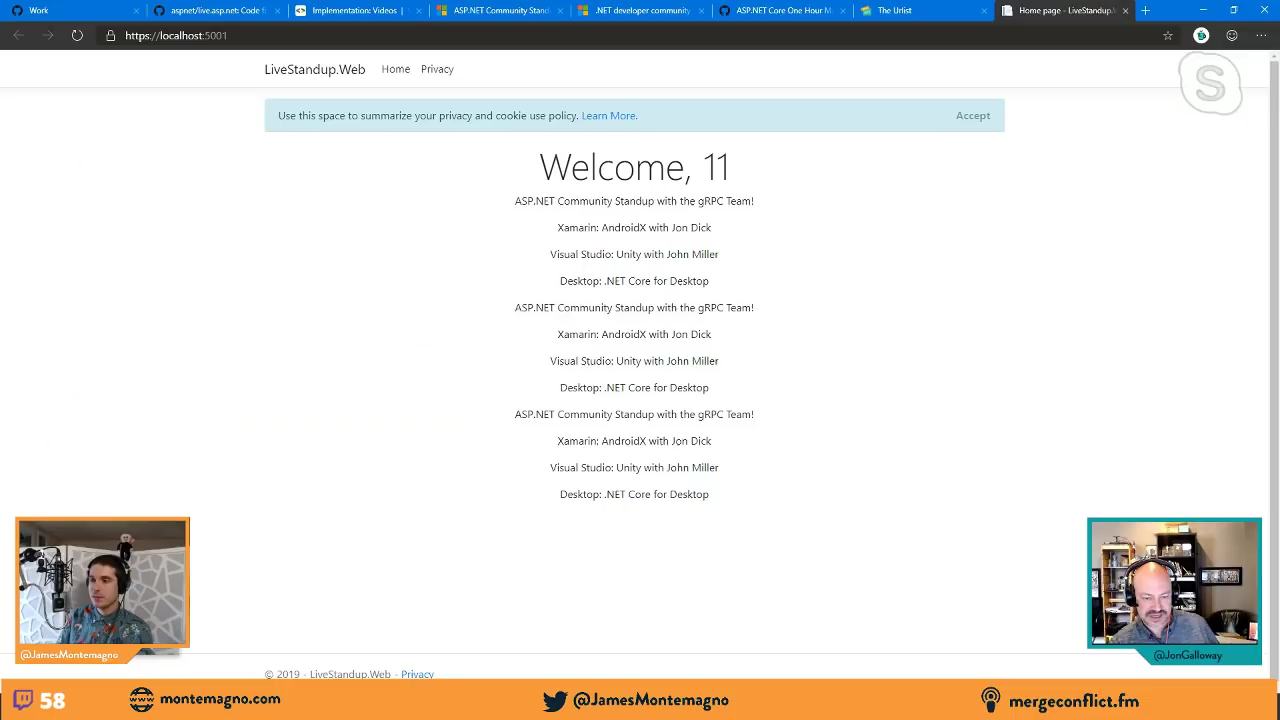 Work
aspnet/live.asp.net: Code f
Implementation: Videos |
ASP.NET Community Stand
.NET developer community
ASP.NET Core One Hour M
The Urlist
Home page - LiveStandup.W
https://localhost:5001
LiveStandup.Web
Home
Privacy
S
Use this space to summarize your privacy and cookie use policy. Learn More.
Accept
Welcome, 11
ASP.NET Community Standup with the gRPC Team!
Xamarin: AndroidX with Jon Dick
Visual Studio: Unity with John Miller
Desktop: .NET Core for Desktop
ASP.NET Community Standup with the gRPC Team!
Xamarin: AndroidX with Jon Dick
Visual Studio: Unity with John Miller
Desktop: .NET Core for Desktop
ASP.NET Community Standup with the gRPC Team!
Xamarin: AndroidX with Jon Dick
Visual Studio: Unity with John Miller
Desktop: .NET Core for Desktop
@JamesMontemagno
@JonGalloway
© 2019 - LiveStandup.Web - Privacy
58
montemagno.com
@JamesMontemagno
mergeconflict.fm